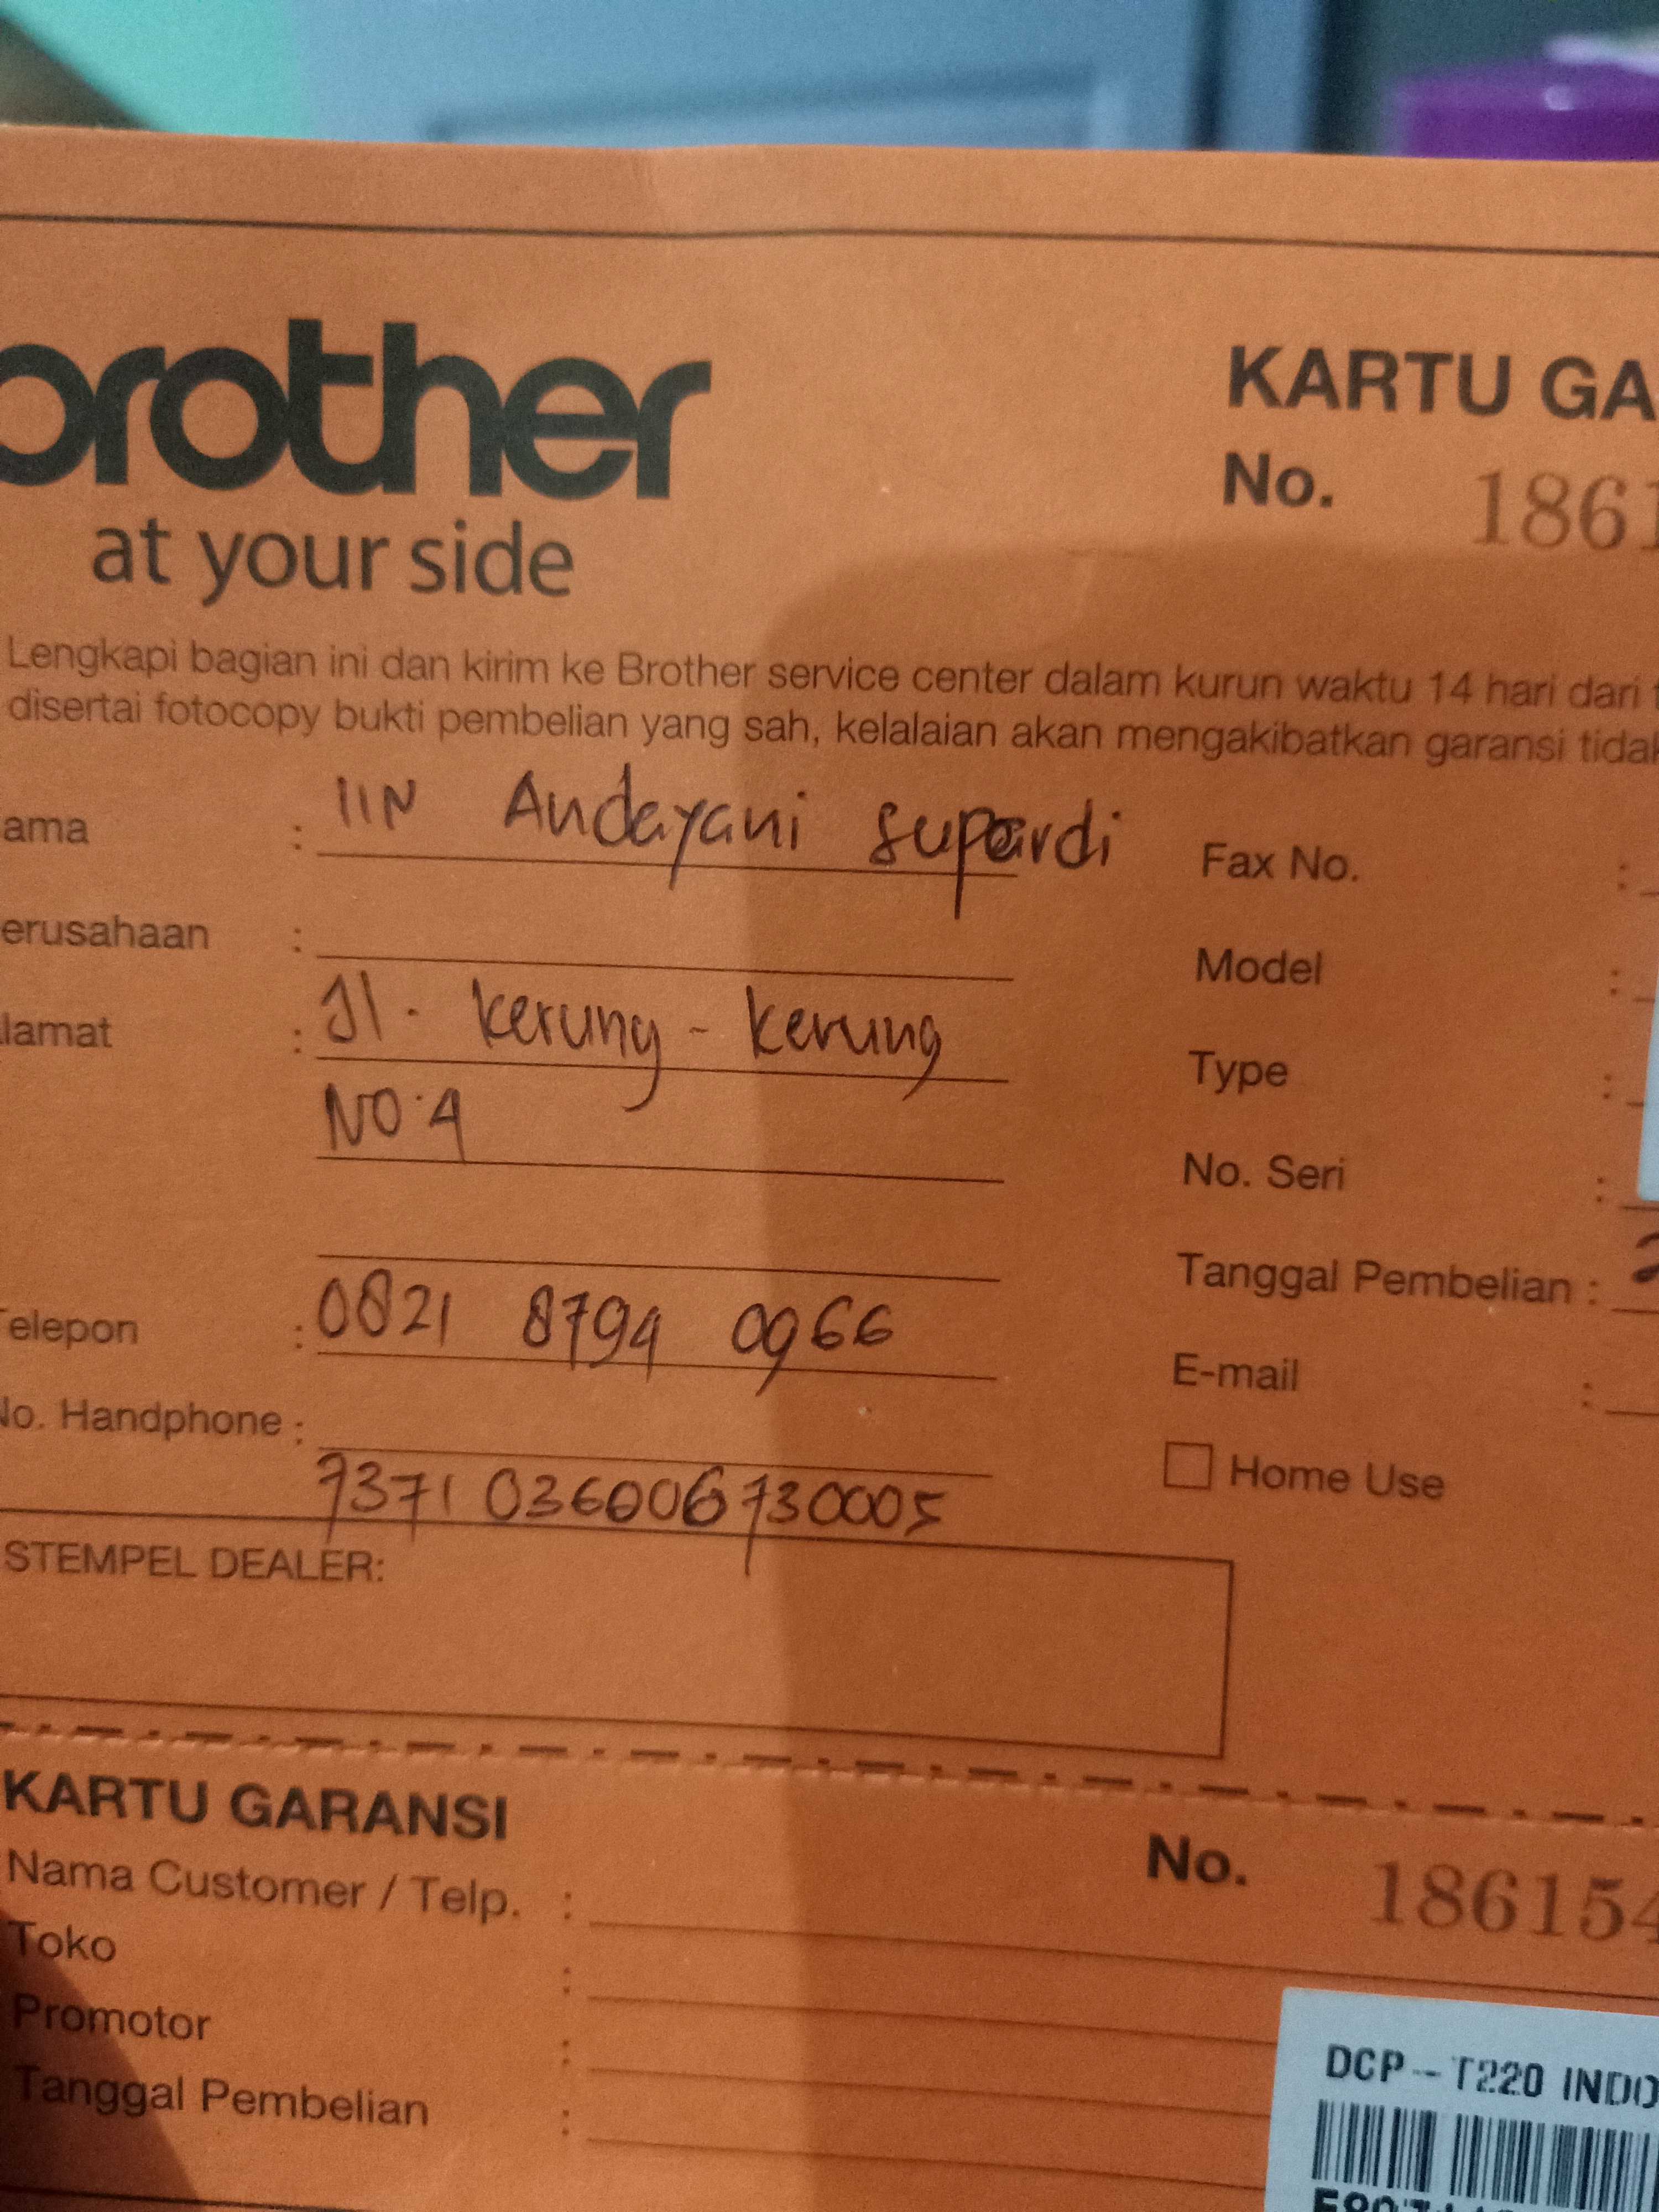 brother
at your side
KARTU GA
No. 1861
Lengkapi bagian ini dan kirim ke Brother service center dalam kurun waktu 14 hari dari
disertai fotocopy bukti pembelian yang sah, kelalaian akan mengakibatkan garansi tidak
ama : IIN Andayani supardi
Fax No. :
erusahaan :
Model :
lamat : Jl. kerung - kerung
Type :
NO. 4
No. Seri :
Tanggal Pembelian :
elepon : 0821 8794 0966
E-mail :
No. Handphone :
Home Use
7371 036006730005
STEMPEL DEALER:
KARTU GARANSI
No. 186154
Nama Customer / Telp. :
Toko :
Promotor :
Tanggal Pembelian :
DCP-T220 INDO